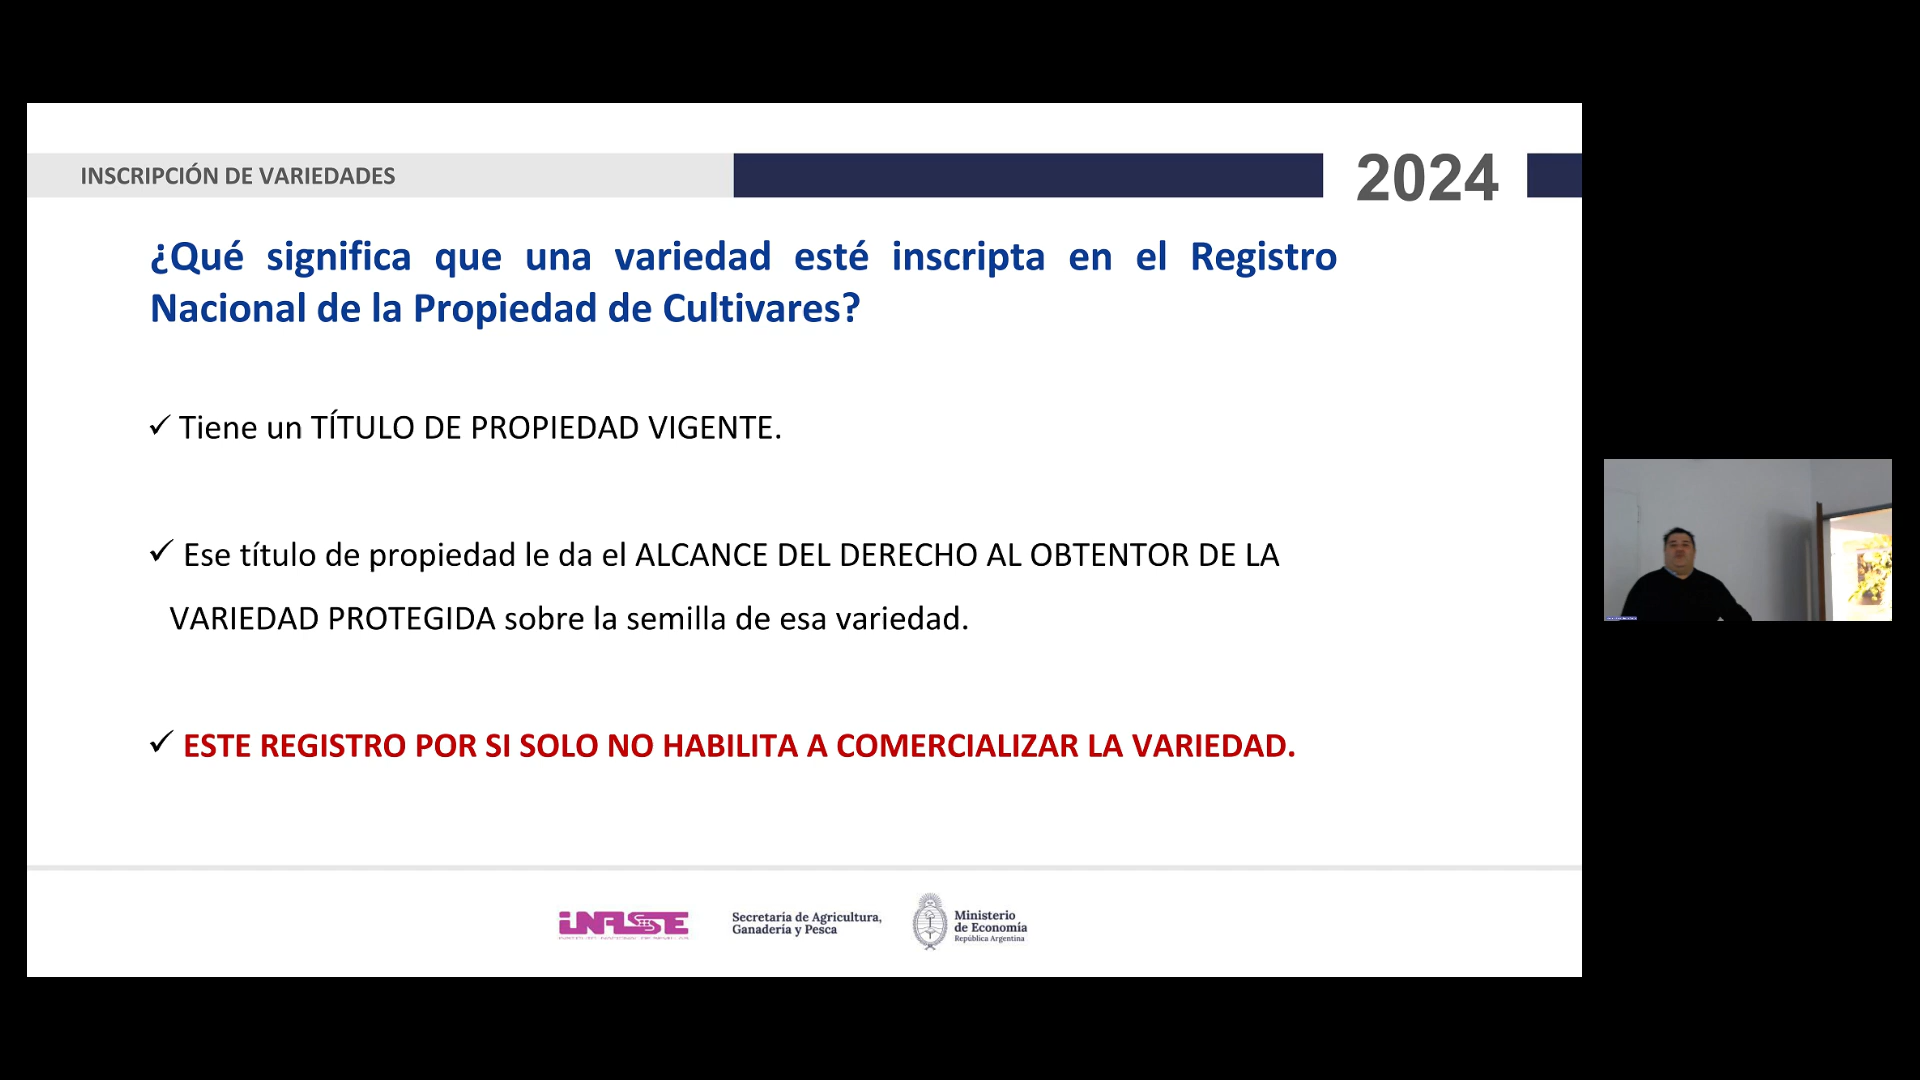 INSCRIPCIÓN DE VARIEDADES
2024
¿Qué significa que una variedad esté inscripta en el Registro
Nacional de la Propiedad de Cultivares?
✓ Tiene un TÍTULO DE PROPIEDAD VIGENTE.
✓ Ese título de propiedad le da el ALCANCE DEL DERECHO AL OBTENTOR DE LA
VARIEDAD PROTEGIDA sobre la semilla de esa variedad.
✓ ESTE REGISTRO POR SI SOLO NO HABILITA A COMERCIALIZAR LA VARIEDAD.
iNASE
Secretaría de Agricultura,
Ganadería y Pesca
Ministerio
de Economía
República Argentina